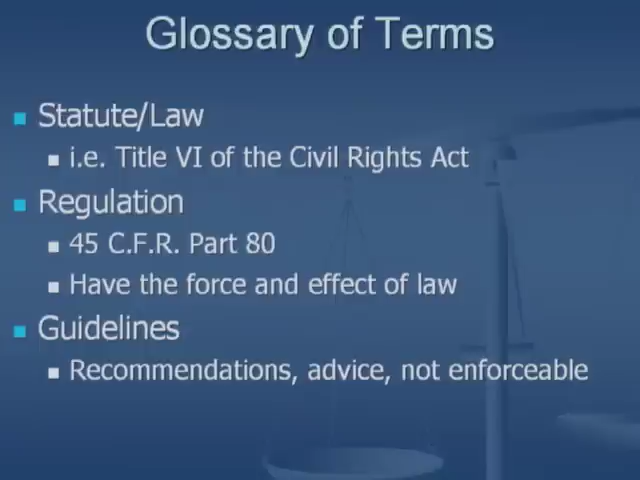 Glossary of Terms
Statute/Law
i.e. Title VI of the Civil Rights Act
Regulation
45 C.F.R. Part 80
Have the force and effect of law
Guidelines
Recommendations, advice, not enforceable